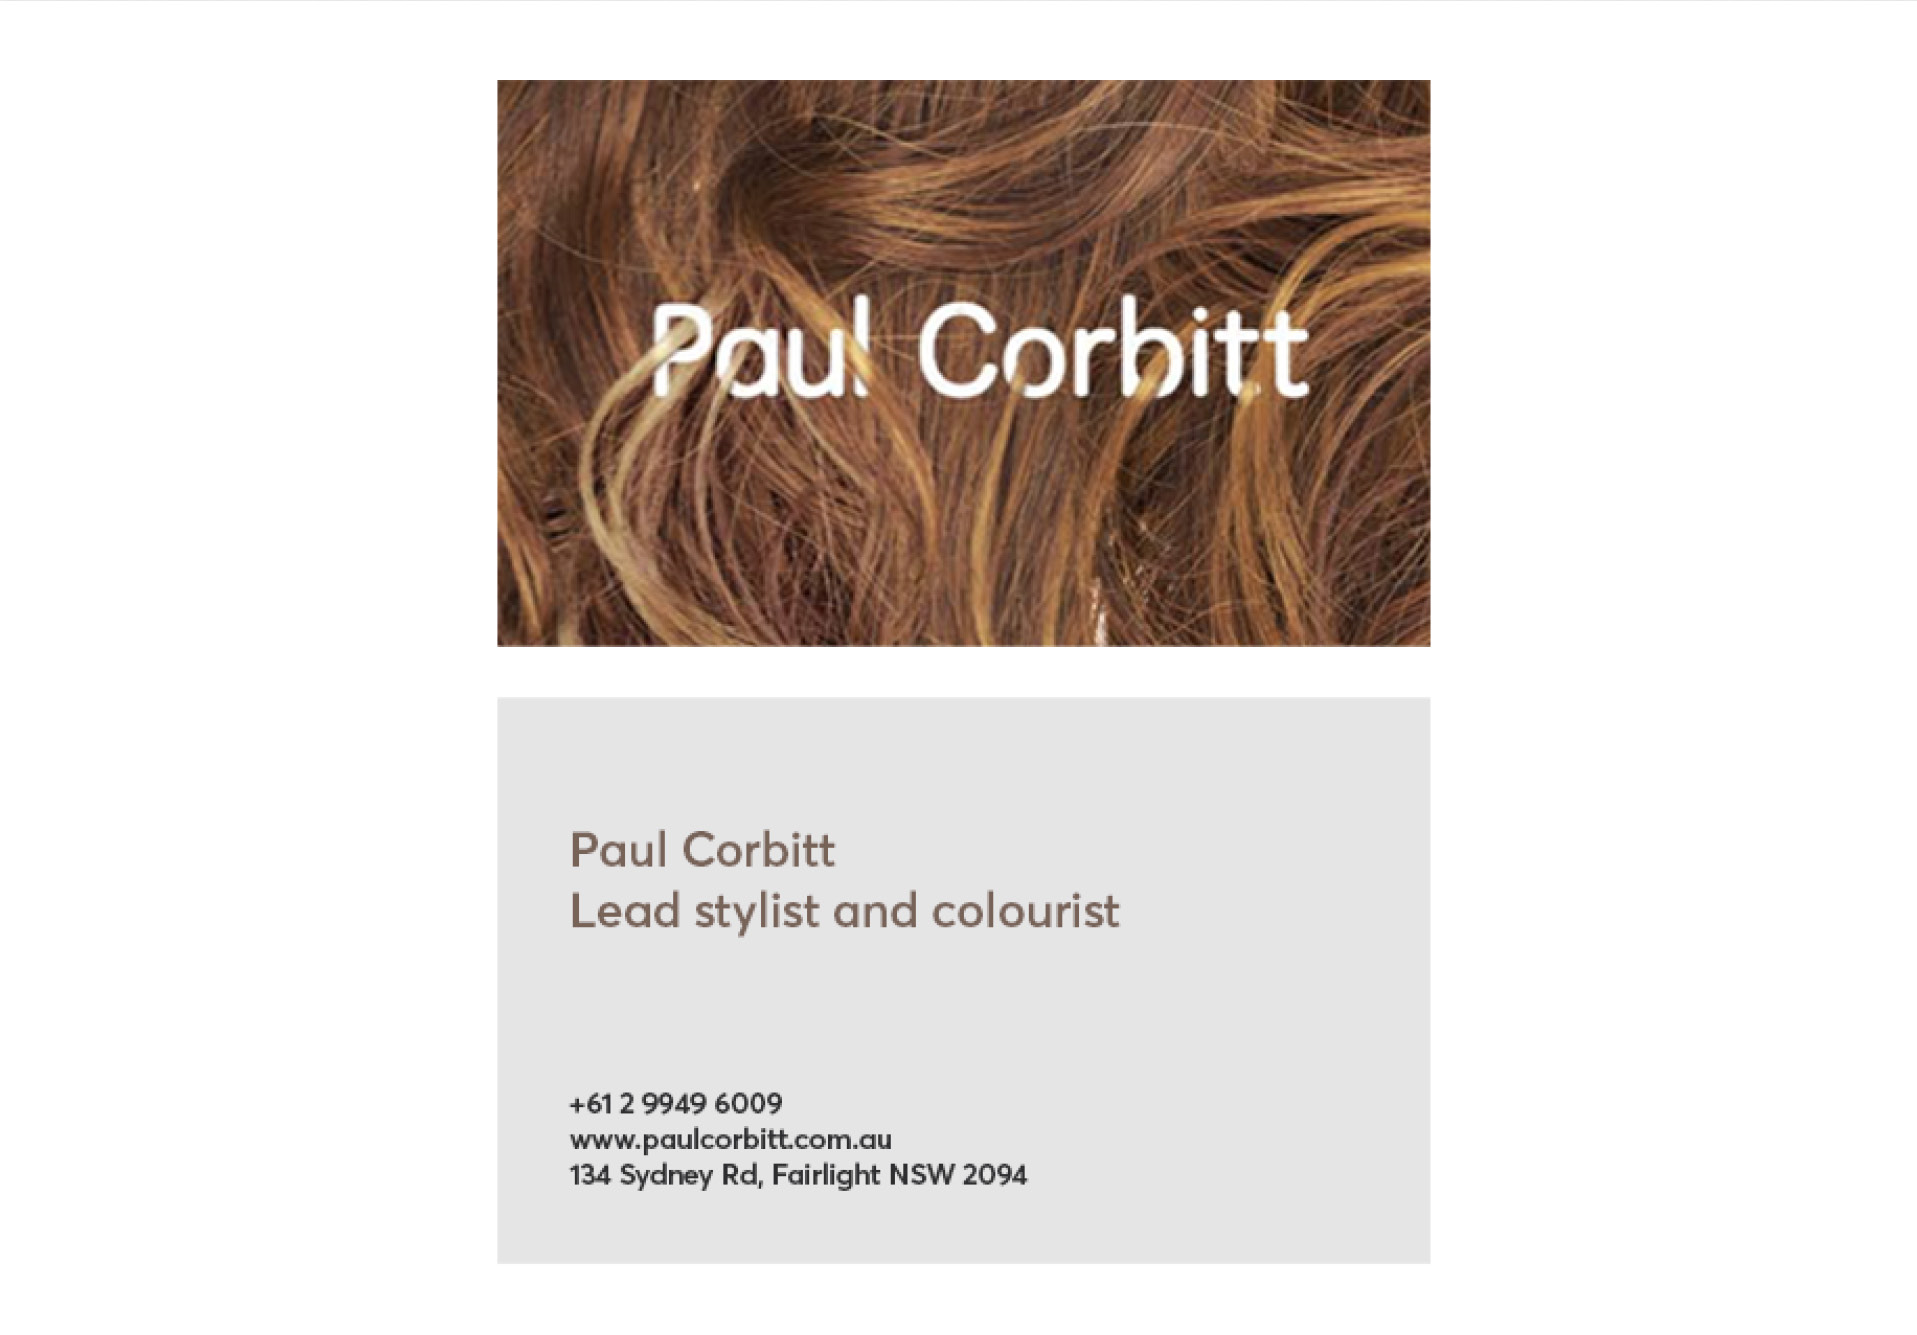 Paul Corbitt
Paul Corbitt
Lead stylist and colourist
+61 2 9949 6009
www.paulcorbitt.com.au
134 Sydney Rd, Fairlight NSW 2094